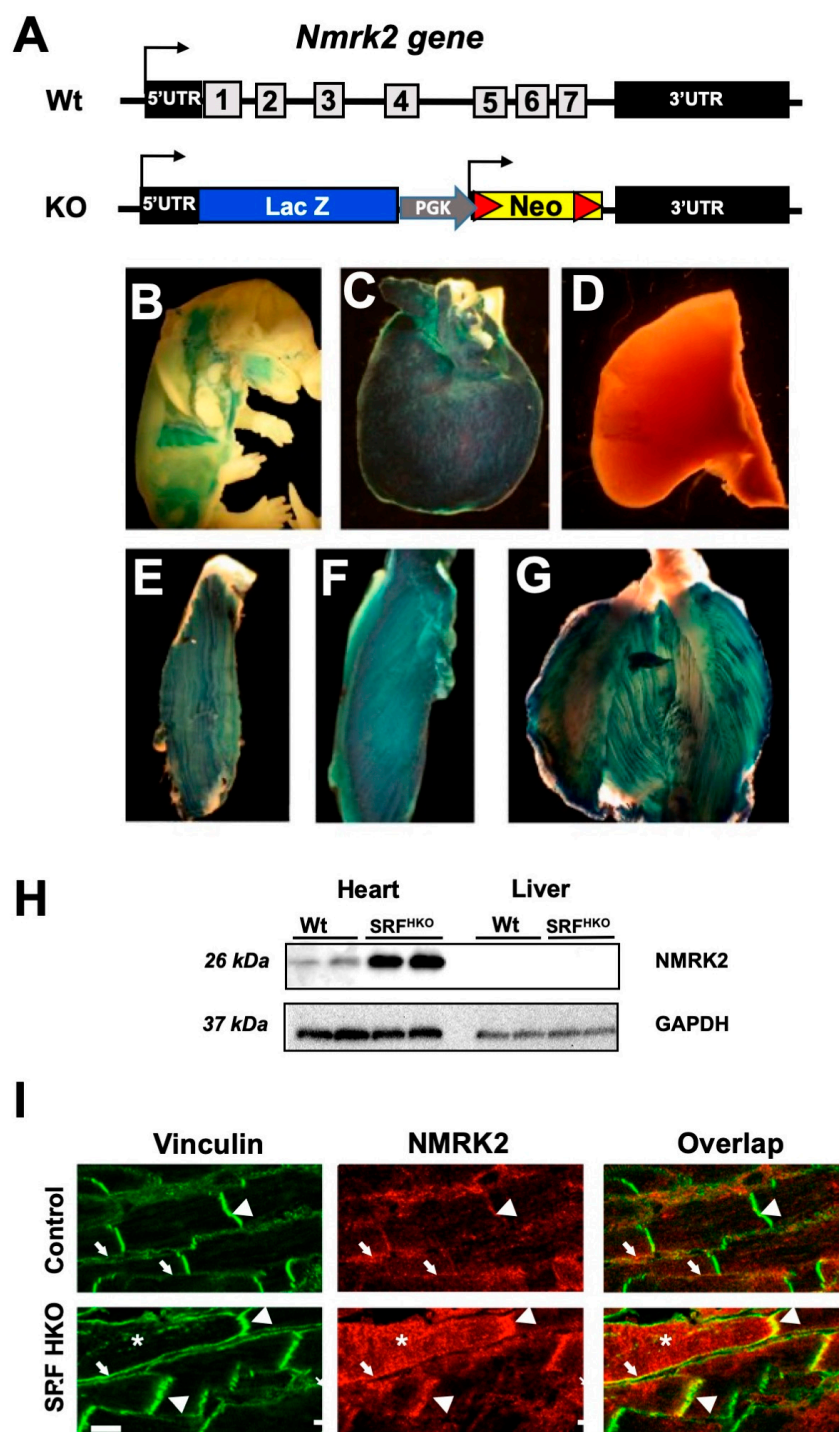 A
Nmrk2 gene
Wt
5'UTR 1 2 3 4 5 6 7 3'UTR
KO
5'UTR Lac Z PGK Neo 3'UTR
B C D
E F G
H
Heart Liver
Wt SRFHKO Wt SRFHKO
26 kDa NMRK2
37 kDa GAPDH
I
Vinculin NMRK2 Overlap
Control
* * *
SRF HKO